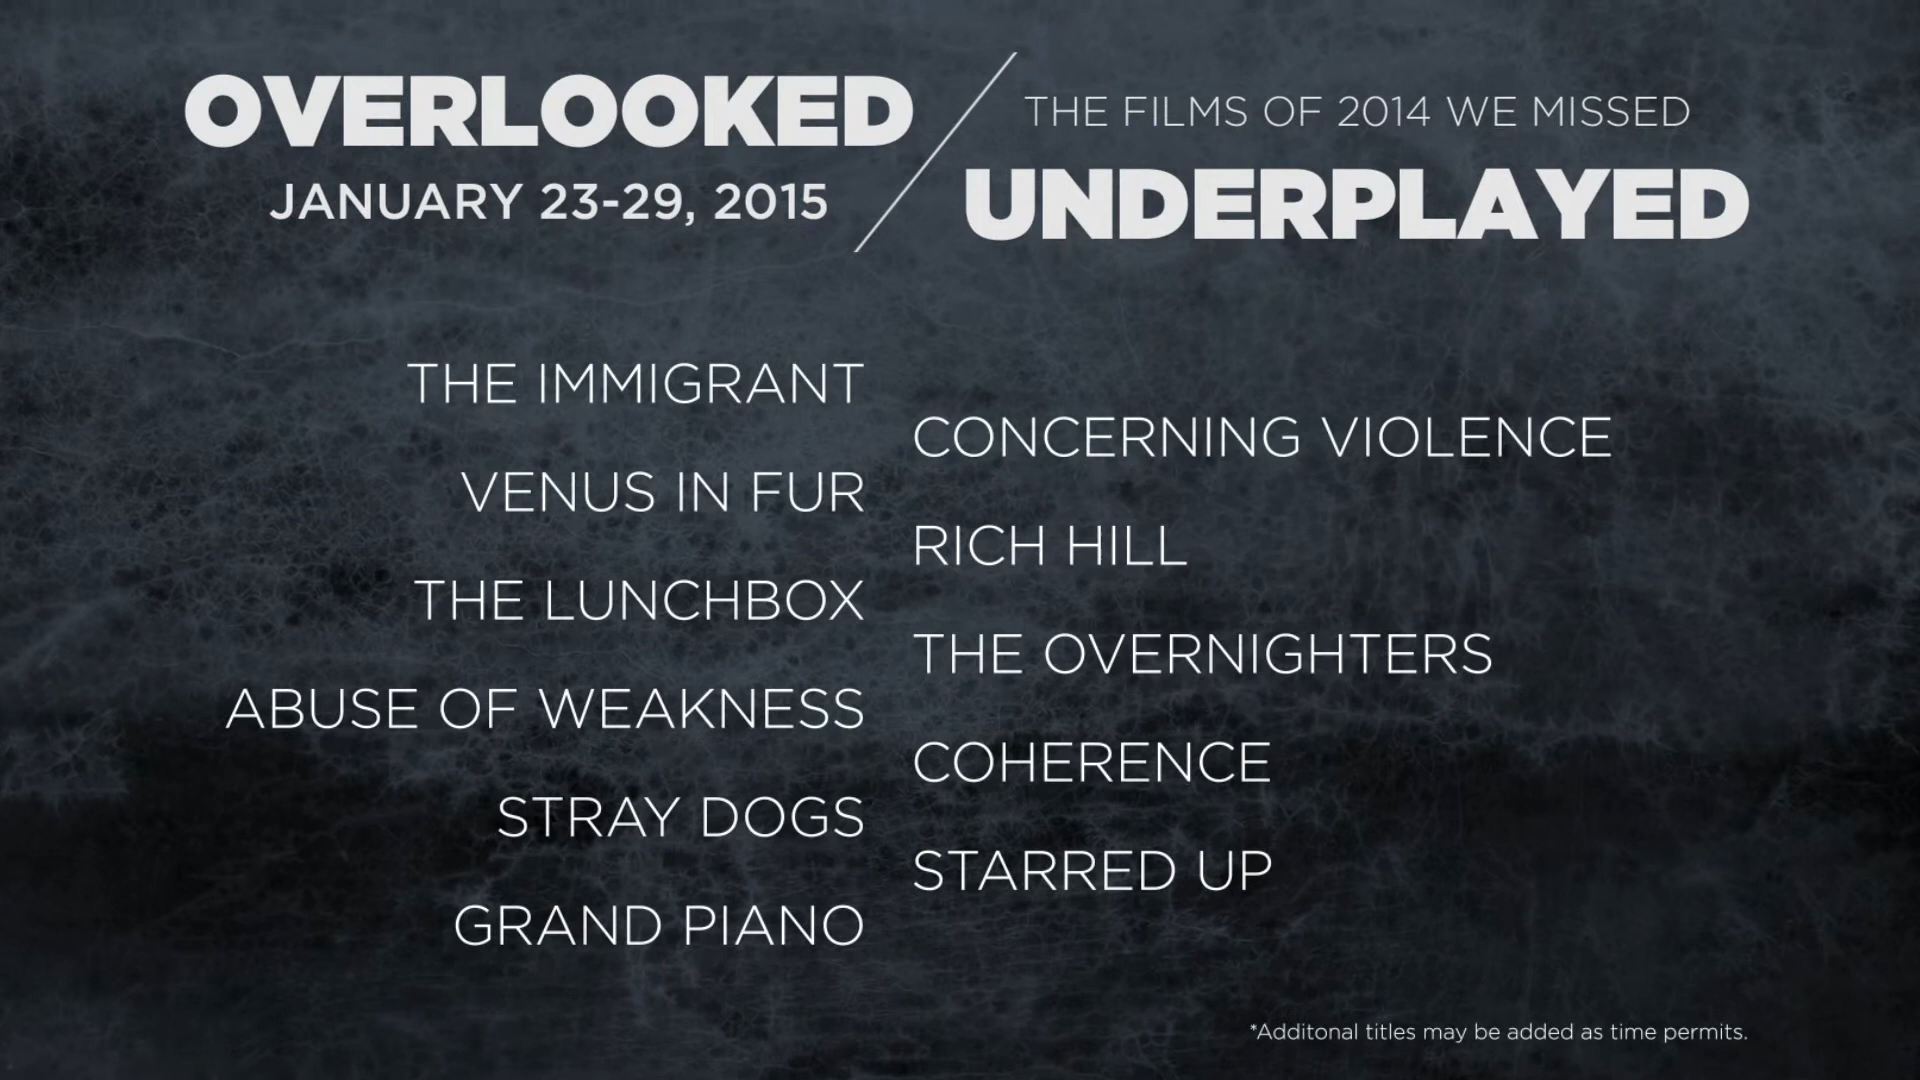 OVERLOOKED
JANUARY 23-29, 2015
THE FILMS OF 2014 WE MISSED
UNDERPLAYED
THE IMMIGRANT
CONCERNING VIOLENCE
VENUS IN FUR
RICH HILL
THE LUNCHBOX
THE OVERNIGHTERS
ABUSE OF WEAKNESS
COHERENCE
STRAY DOGS
STARRED UP
GRAND PIANO
*Additonal titles may be added as time permits.